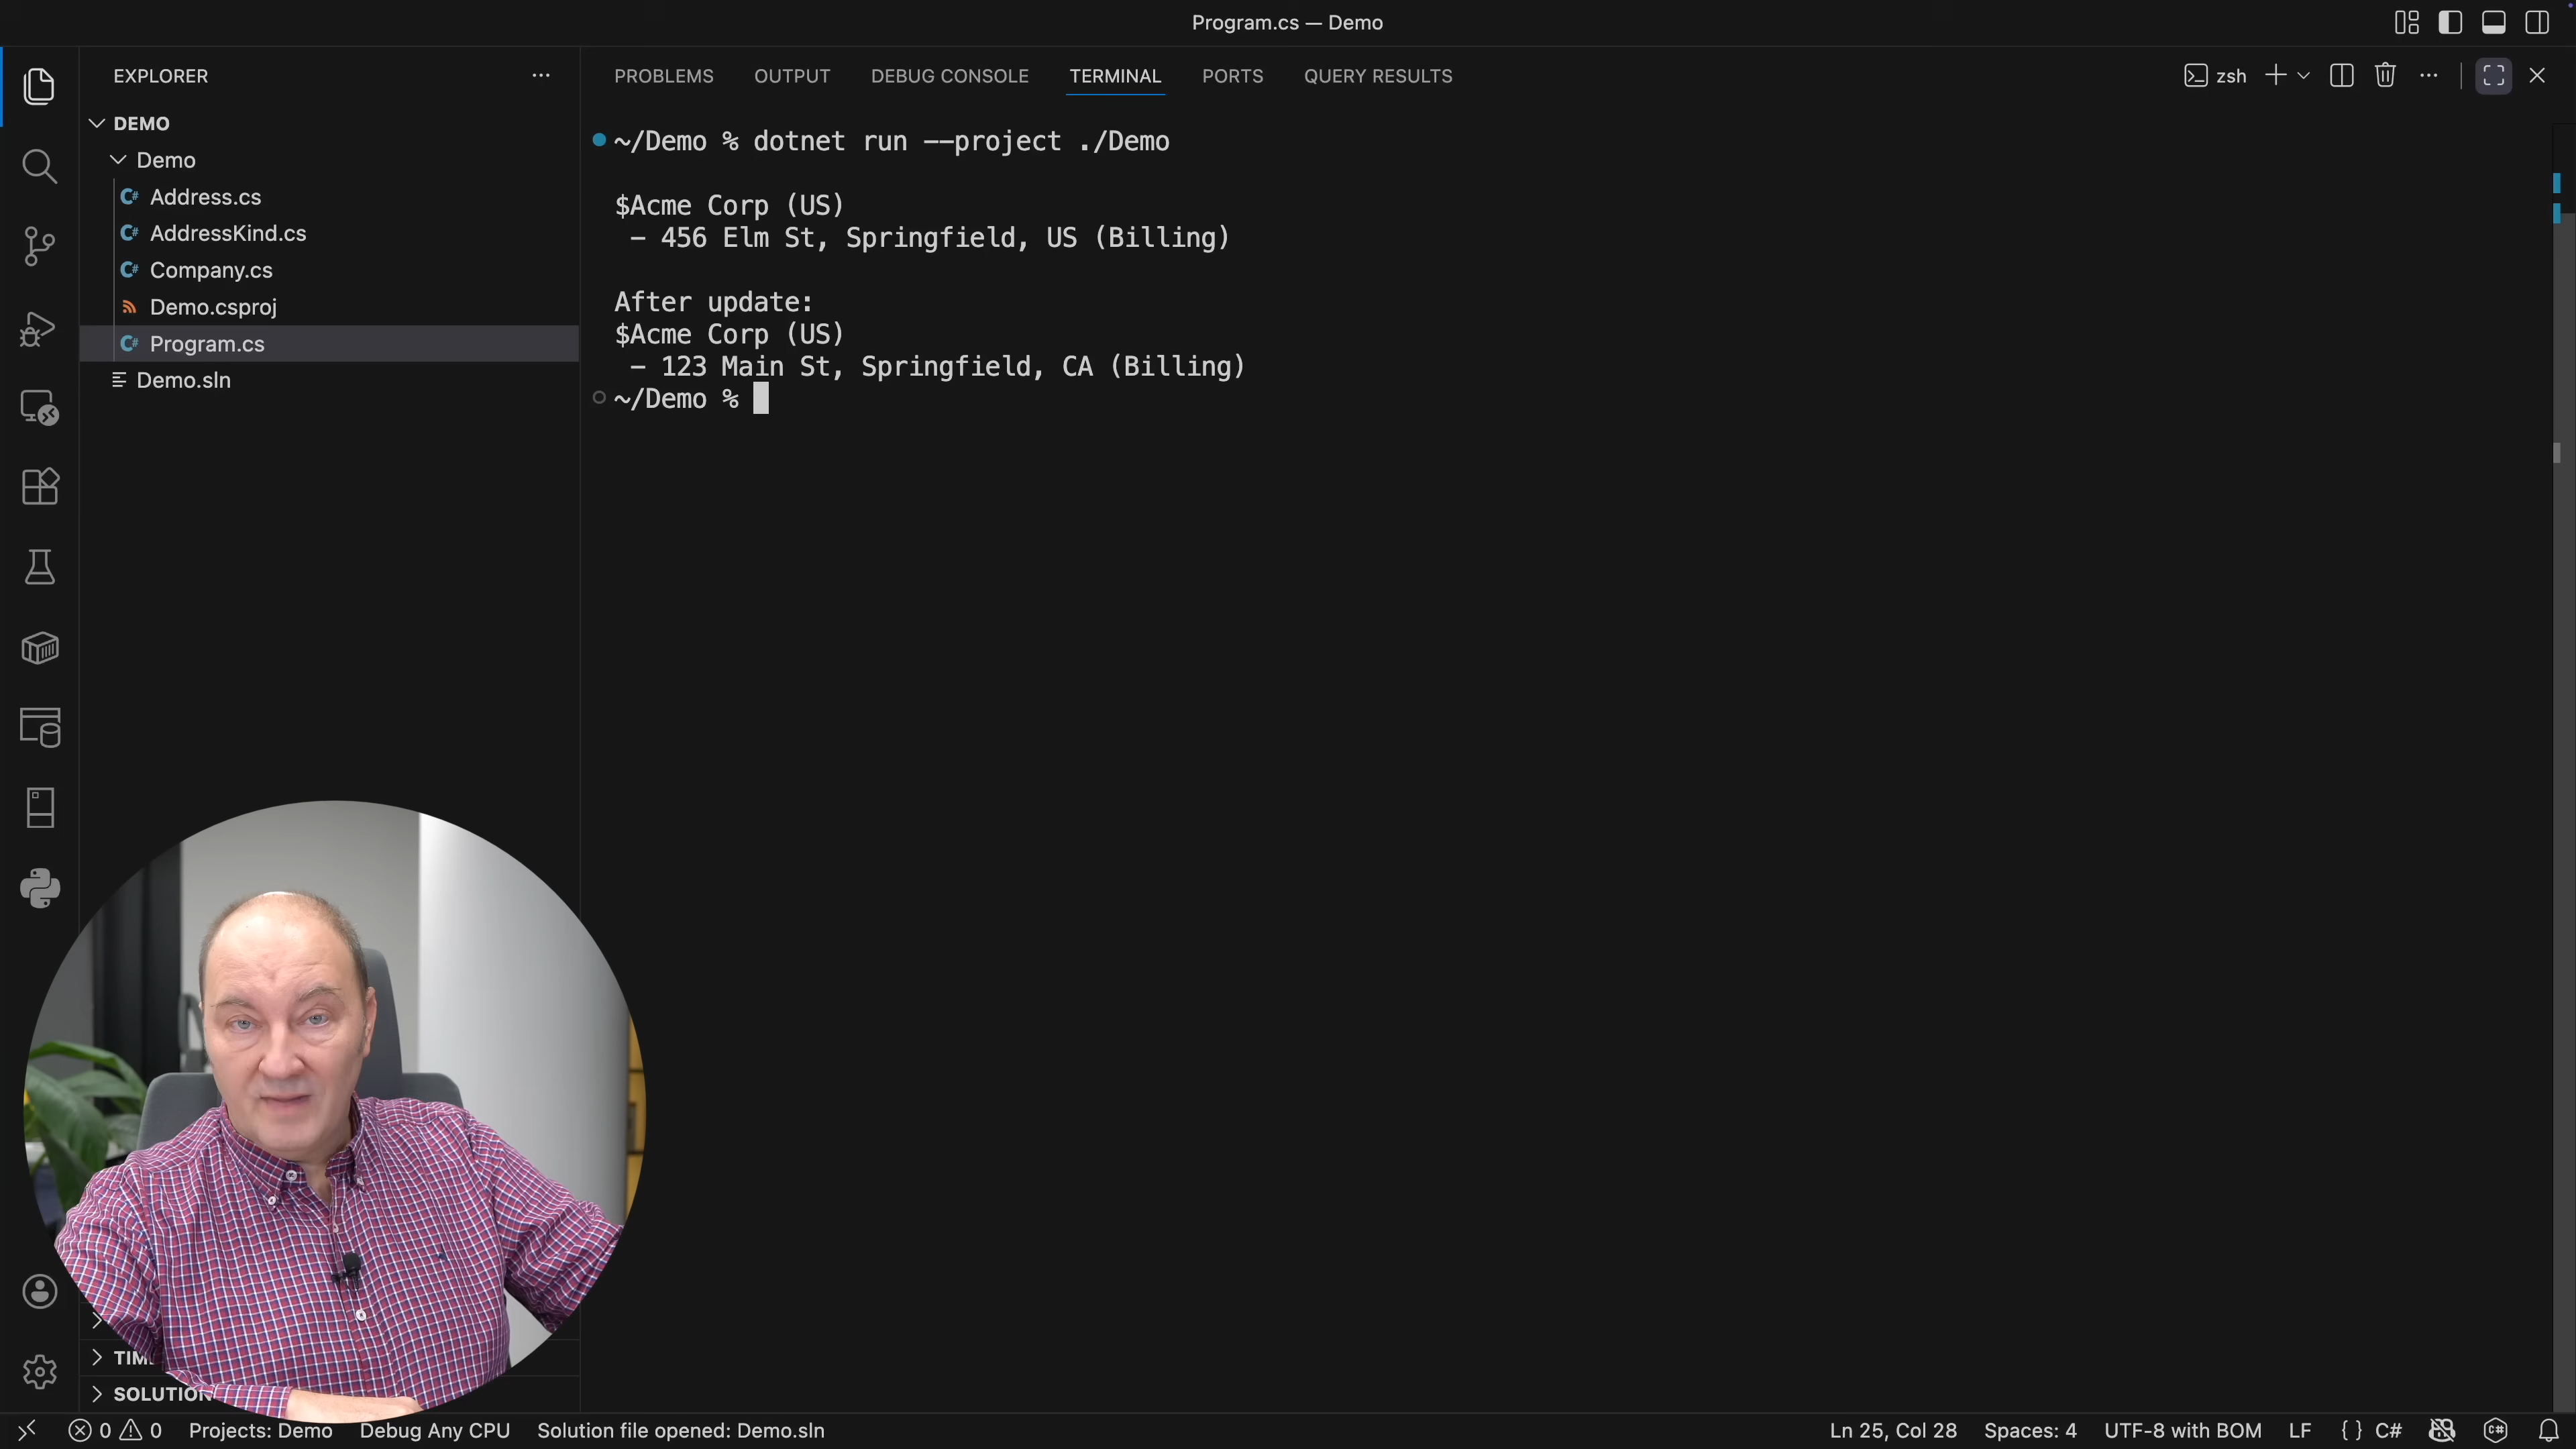 Program.cs — Demo
EXPLORER
PROBLEMS OUTPUT DEBUG CONSOLE TERMINAL PORTS QUERY RESULTS
zsh
DEMO
Demo
Address.cs
AddressKind.cs
Company.cs
Demo.csproj
Program.cs
Demo.sln
~/Demo % dotnet run --project ./Demo
$Acme Corp (US)
- 456 Elm St, Springfield, US (Billing)
After update:
$Acme Corp (US)
- 123 Main St, Springfield, CA (Billing)
~/Demo %
0 0 Projects: Demo Debug Any CPU Solution file opened: Demo.sln
Ln 25, Col 28 Spaces: 4 UTF-8 with BOM LF { } C#